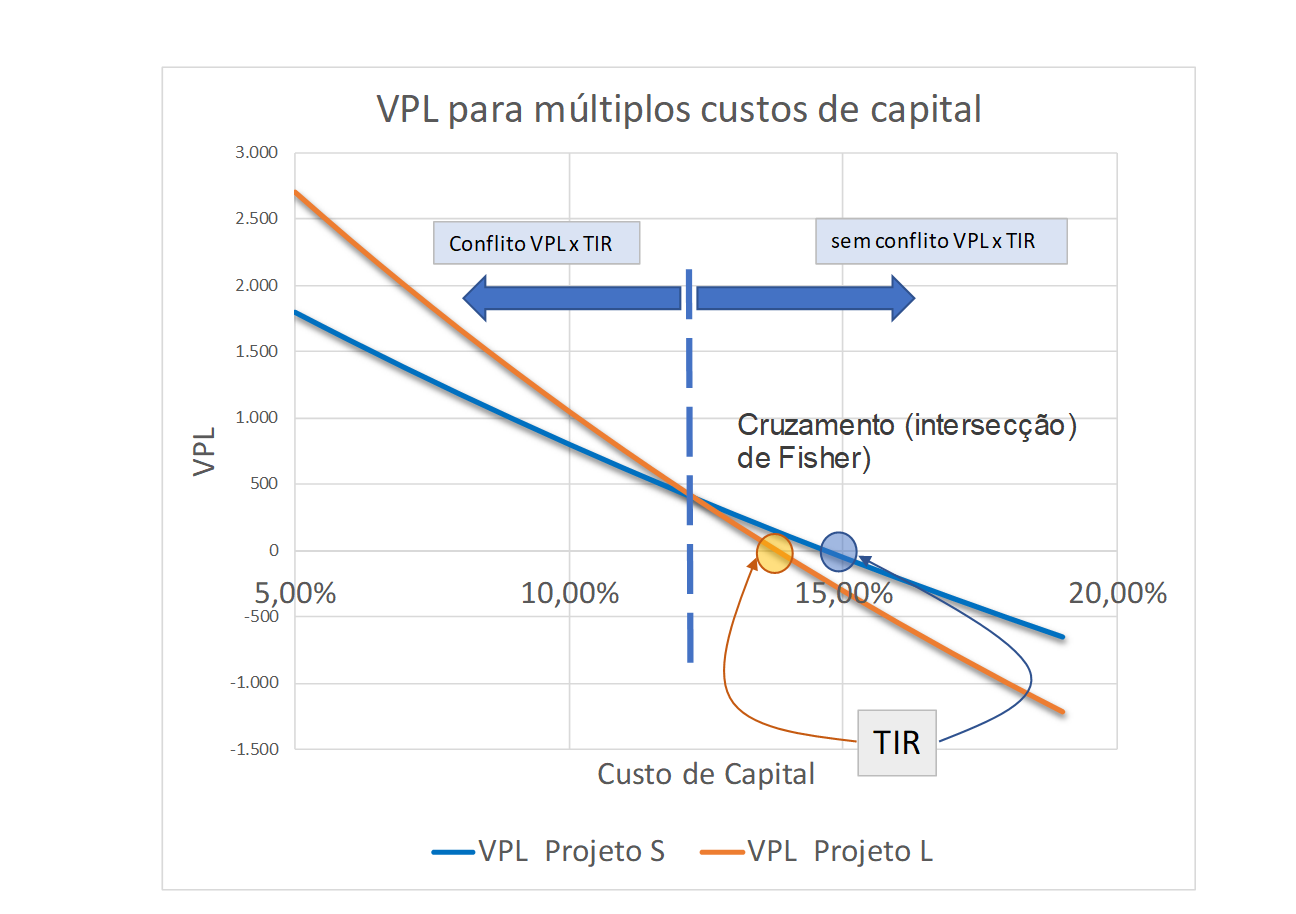 VPL para múltiplos custos de capital
3.000
2.500
Conflito VPL x TIR
sem conflito VPL x TIR
2.000
1.500
1.000
Cruzamento (intersecção)
de Fisher)
VPL
500
0
5,00%
10,00%
15,00%
20,00%
-500
-1.000
-1.500
TIR
Custo de Capital
VPL Projeto S
VPL Projeto L